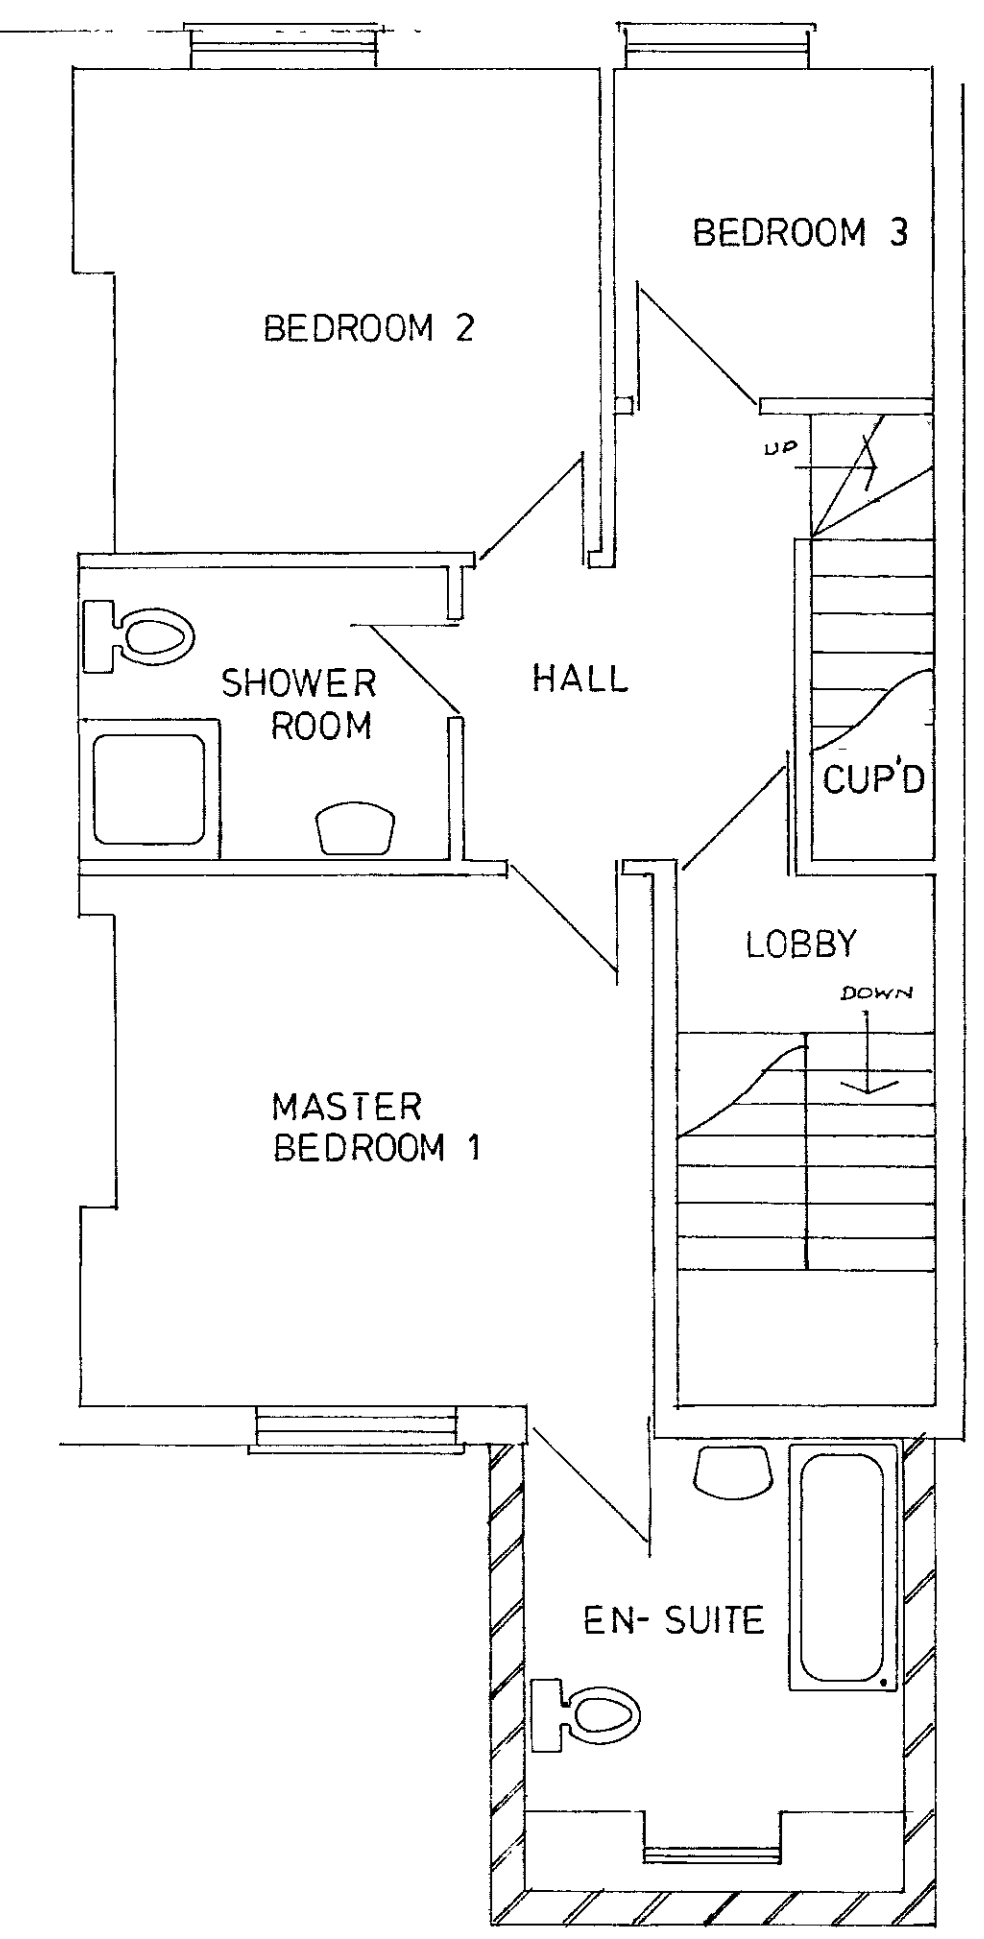 BEDROOM 3
BEDROOM 2
UP
SHOWER
ROOM
HALL
CUP'D
LOBBY
DOWN
MASTER
BEDROOM 1
EN-SUITE